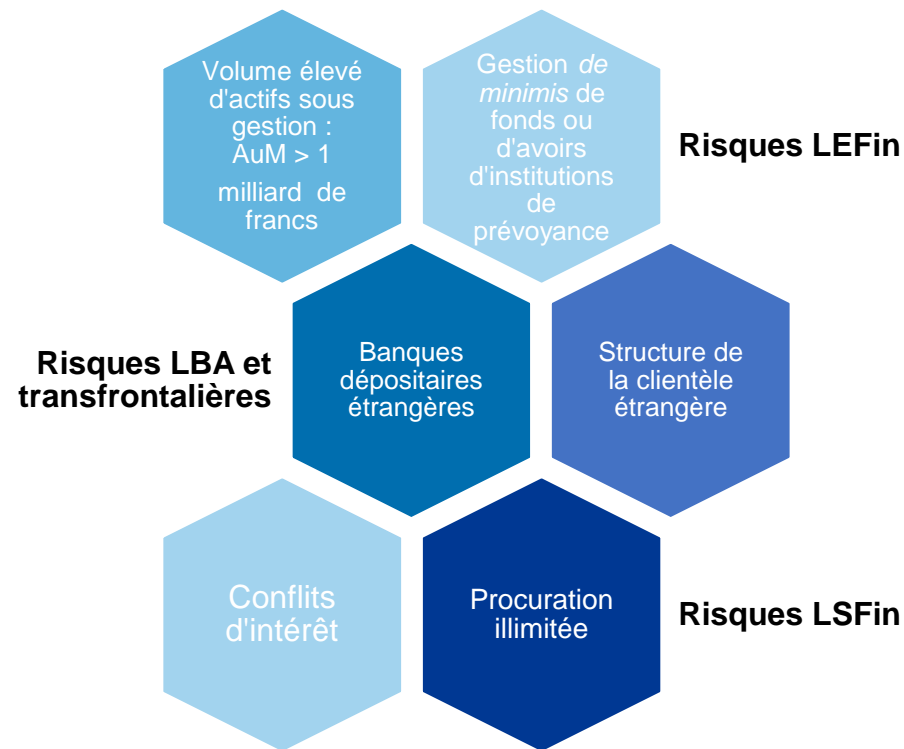 Volume élevé
d'actifs sous
gestion :
AuM > 1
milliard de
francs
Gestion de
minimis de
fonds ou
d'avoirs
d'institutions
de
prévoyance
Risques LEFin
Risques LBA et
transfrontalières
Banques
dépositaires
étrangères
Structure de
la clientèle
étrangère
Conflits
d'intérêt
Procuration
illimitée
Risques LSFin